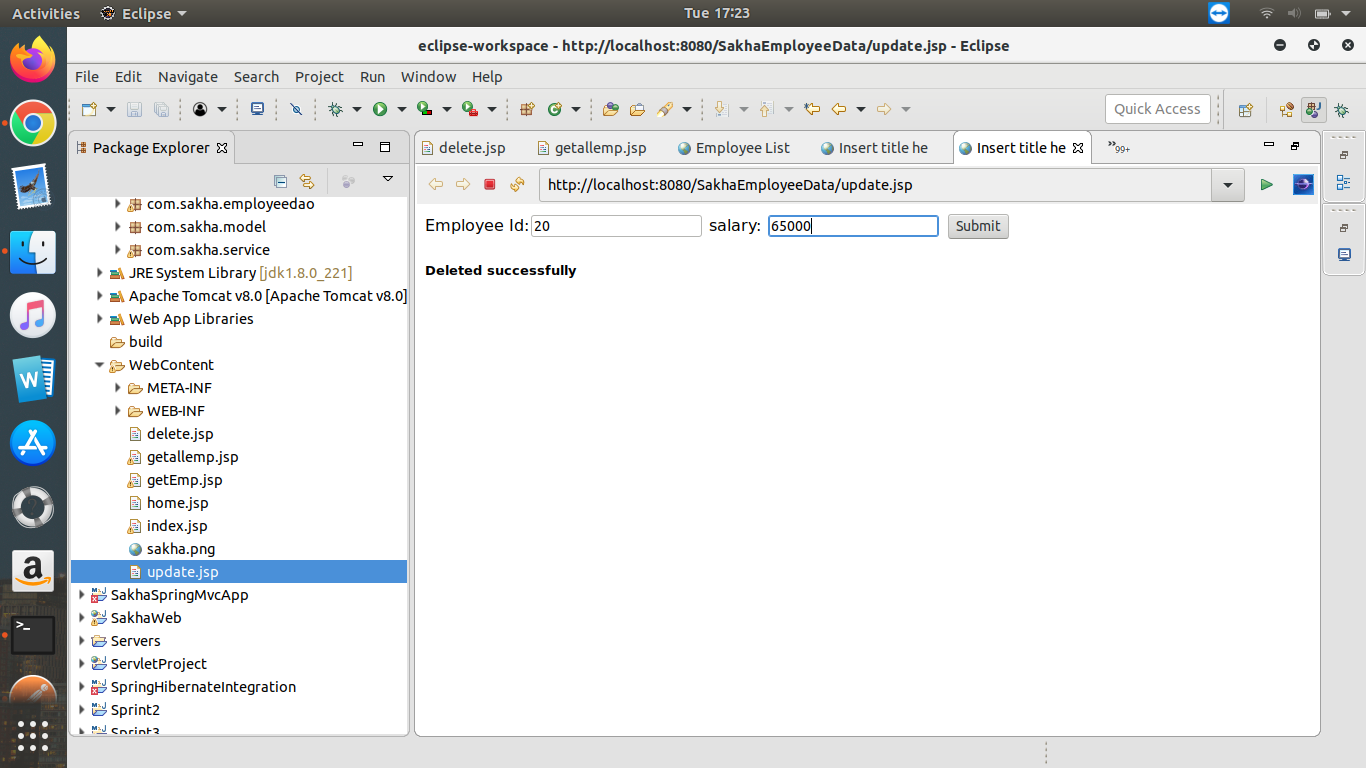 Activities Eclipse Tue 17:23
eclipse-workspace - http://localhost:8080/SakhaEmployeeData/update.jsp - Eclipse
File Edit Navigate Search Project Run Window Help
Quick Access
Package Explorer
delete.jsp getallemp.jsp Employee List Insert title he Insert title he »99+
http://localhost:8080/SakhaEmployeeData/update.jsp
com.sakha.employeedao
com.sakha.model
com.sakha.service
JRE System Library [jdk1.8.0_221]
Apache Tomcat v8.0 [Apache Tomcat v8.0]
Web App Libraries
build
WebContent
META-INF
WEB-INF
delete.jsp
getallemp.jsp
getEmp.jsp
home.jsp
index.jsp
sakha.png
update.jsp
SakhaSpringMvcApp
SakhaWeb
Servers
ServletProject
SpringHibernateIntegration
Sprint2
Sprint3
Employee Id: 20 salary: 65000 Submit
Deleted successfully